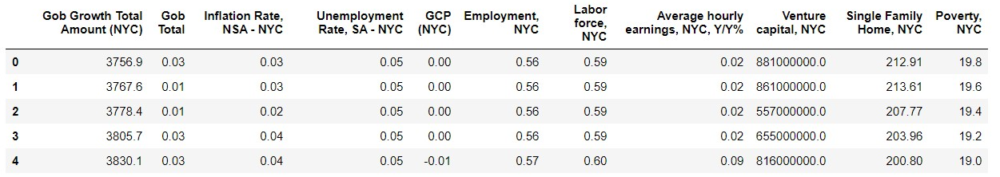 Gob Growth Total Amount (NYC) Gob Total Inflation Rate, NSA - NYC Unemployment Rate, SA - NYC GCP (NYC) Employment, NYC Labor force, NYC Average hourly earnings, NYC, Y/Y% Venture capital, NYC Single Family Home, NYC Poverty, NYC
0 3756.9 0.03 0.03 0.05 0.00 0.56 0.59 0.02 881000000.0 212.91 19.8
1 3767.6 0.01 0.03 0.05 0.00 0.56 0.59 0.02 861000000.0 213.61 19.6
2 3778.4 0.01 0.02 0.05 0.00 0.56 0.59 0.02 557000000.0 207.77 19.4
3 3805.7 0.03 0.04 0.05 0.00 0.56 0.59 0.02 655000000.0 203.96 19.2
4 3830.1 0.03 0.04 0.05 -0.01 0.57 0.60 0.09 816000000.0 200.80 19.0